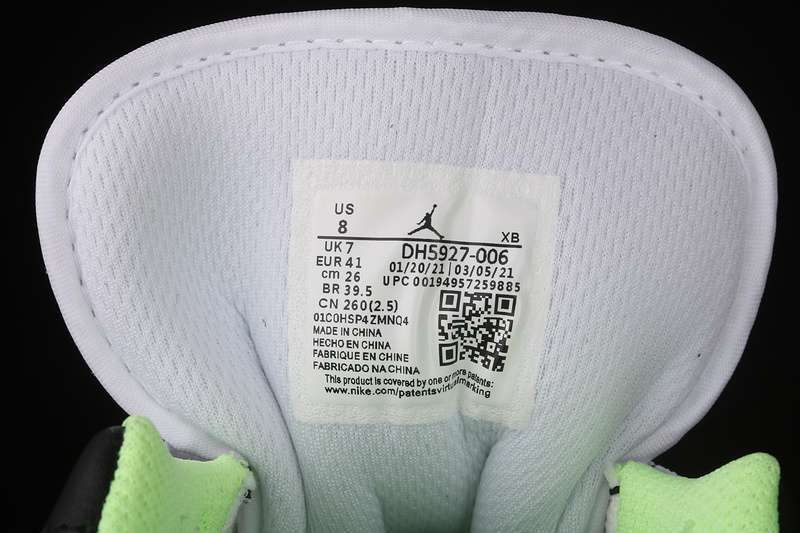 US
8
XB
UK 7
EUR 41
cm 26
BR 39.5
CN 260(2.5)
DH5927-006
01/20/21 | 03/05/21
UPC 00194957259885
01C0HSP4ZMNQ4
MADE IN CHINA
HECHO EN CHINA
FABRIQUE EN CHINE
FABRICADO NA CHINA
This product is covered by one or more patents:
www.nike.com/patentsvirtualmarking